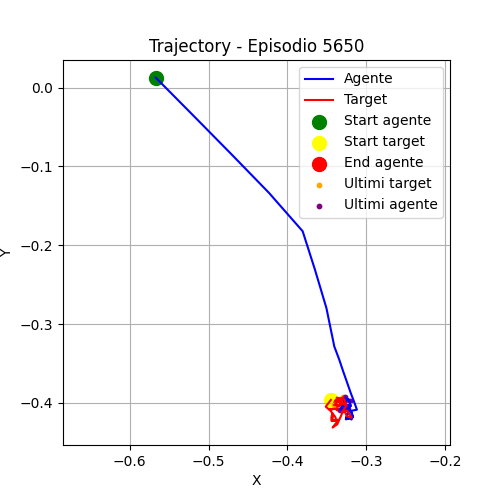 Trajectory - Episodio 5650
Agente
Target
Start agente
Start target
End agente
Ultimi target
Ultimi agente
0.0
−0.1
−0.2
−0.3
−0.4
Y
−0.6
−0.5
−0.4
−0.3
−0.2
X